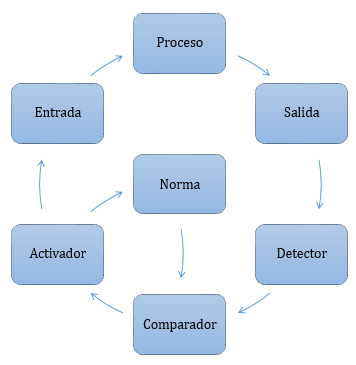 Proceso
Entrada
Salida
Norma
Activador
Detector
Comparador